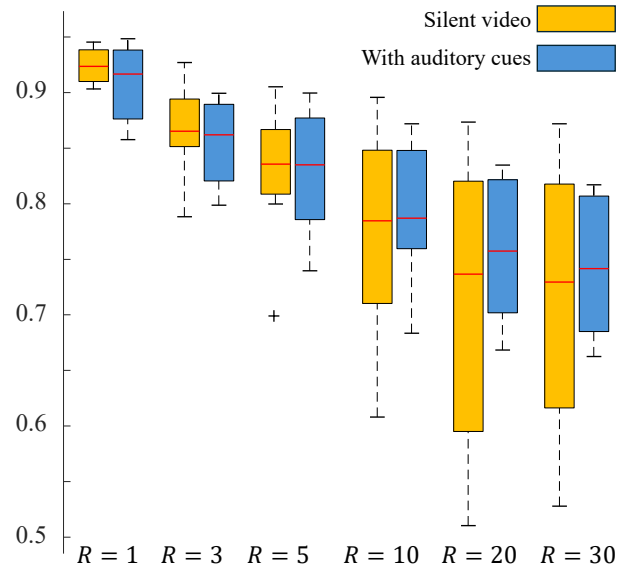 Silent video
With auditory cues
0.9
0.8
0.7
0.6
0.5
R = 1 R = 3 R = 5 R = 10 R = 20 R = 30